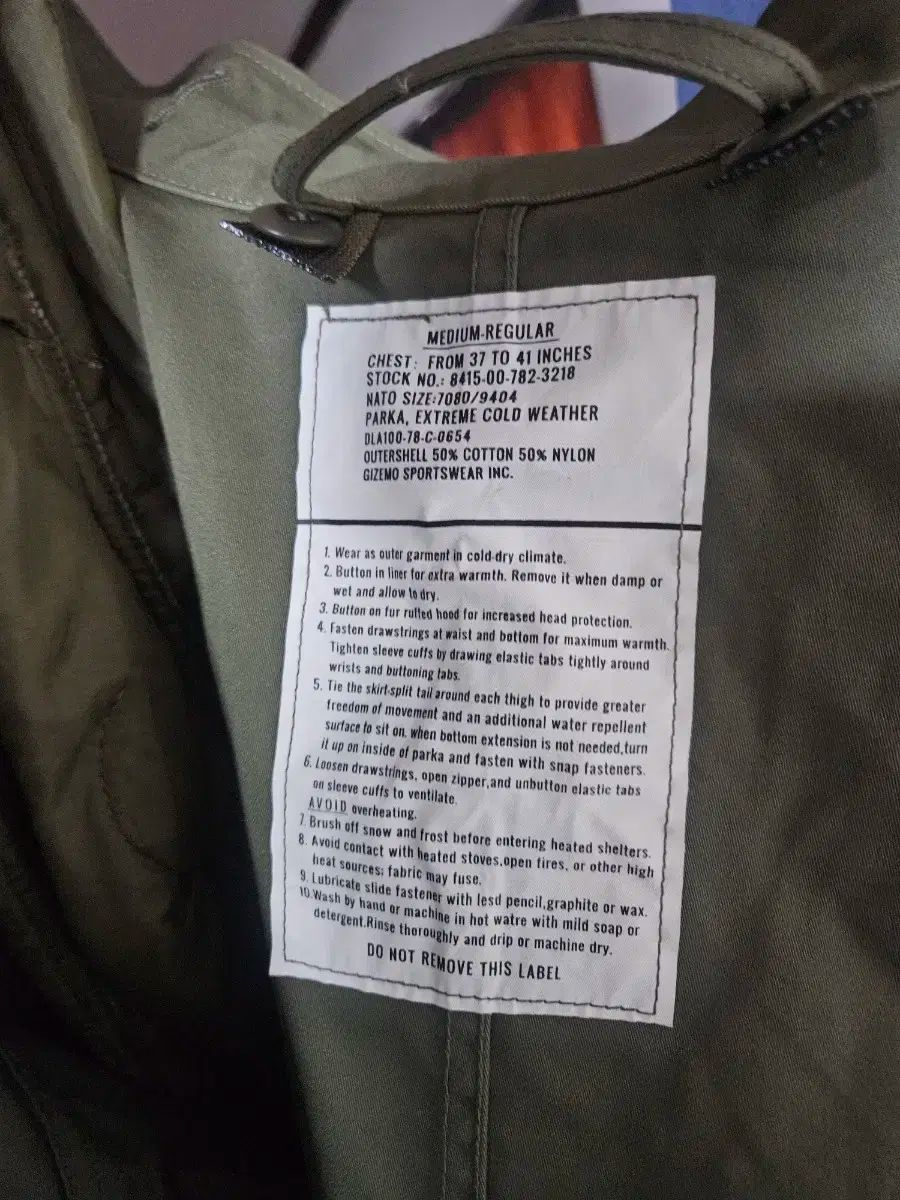 MEDIUM-REGULAR
CHEST: FROM 37 TO 41 INCHES
STOCK NO.: 8415-00-782-3218
NATO SIZE:7080/9404
PARKA, EXTREME COLD WEATHER
DLA100-78-C-0654
OUTERSHELL 50% COTTON 50% NYLON
GIZEMO SPORTSWEAR INC.
1. Wear as outer garment in cold-dry climate.
2. Button in liner for extra warmth. Remove it when damp or
wet and allow to dry.
3. Button on fur rufted hood for increased head protection.
4. Fasten drawstrings at waist and bottom for maximum warmth.
Tighten sleeve cuffs by drawing elastic tabs tightly around
wrists and buttoning tabs.
5. Tie the skirt-split tail around each thigh to provide greater
freedom of movement and an additional water repellent
surface to sit on. when bottom extension is not needed,turn
it up on inside of parka and fasten with snap fasteners.
6. Loosen drawstrings, open zipper,and unbutton elastic tabs
on sleeve cuffs to ventilate.
AVOID overheating.
7. Brush off snow and frost before entering heated shelters.
8. Avoid contact with heated stoves,open fires, or other high
heat sources; fabric may fuse.
9. Lubricate slide fastener with lesd pencil,graphite or wax.
10.Wash by hand or machine in hot watre with mild soap or
detergent.Rinse thoroughly and drip or machine dry.
DO NOT REMOVE THIS LABEL